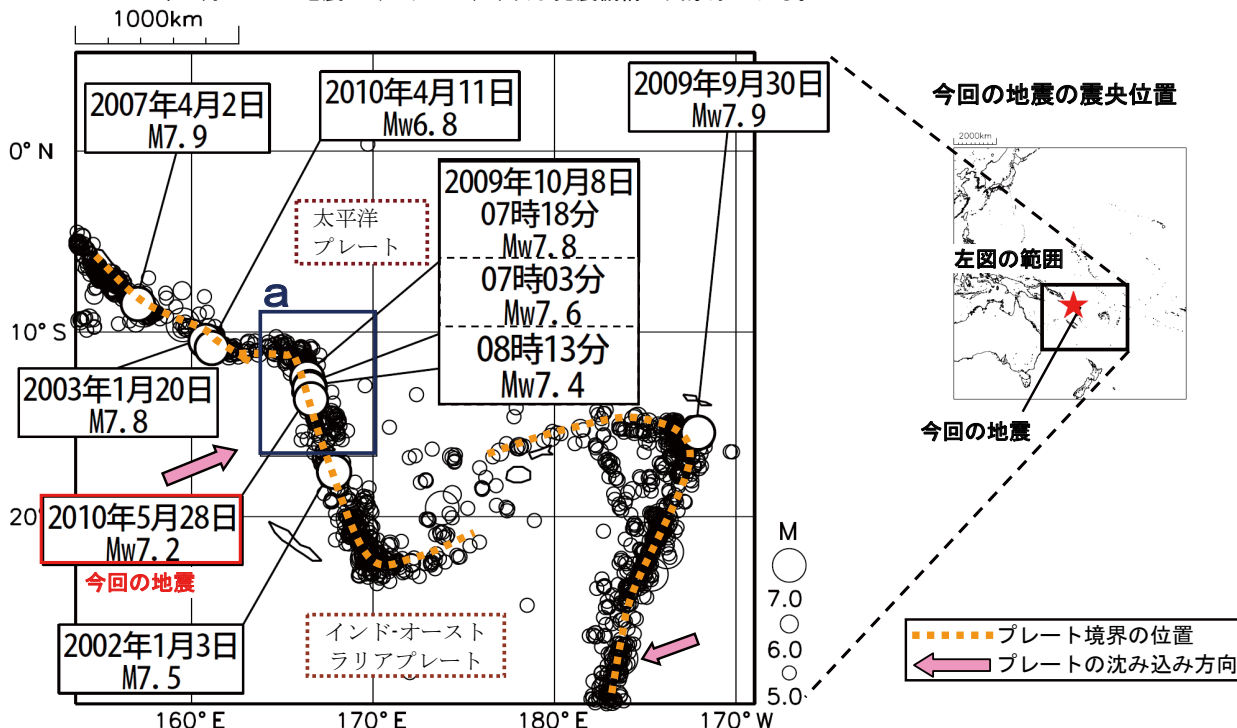 1000km
2007年4月2日
M7.9
2010年4月11日
Mw6.8
2009年9月30日
Mw7.9
今回の地震の震央位置
2000km
0°N
太平洋
プレート
2009年10月8日
07時18分
Mw7.8
07時03分
Mw7.6
08時13分
Mw7.4
左図の範囲
a
10°S
2003年1月20日
M7.8
今回の地震
2010年5月28日
Mw7.2
今回の地震
20°
M
7.0
6.0
5.0
2002年1月3日
M7.5
インド-オースト
ラリアプレート
プレート境界の位置
プレートの沈み込み方向
160°E
170°E
180°E
170°W